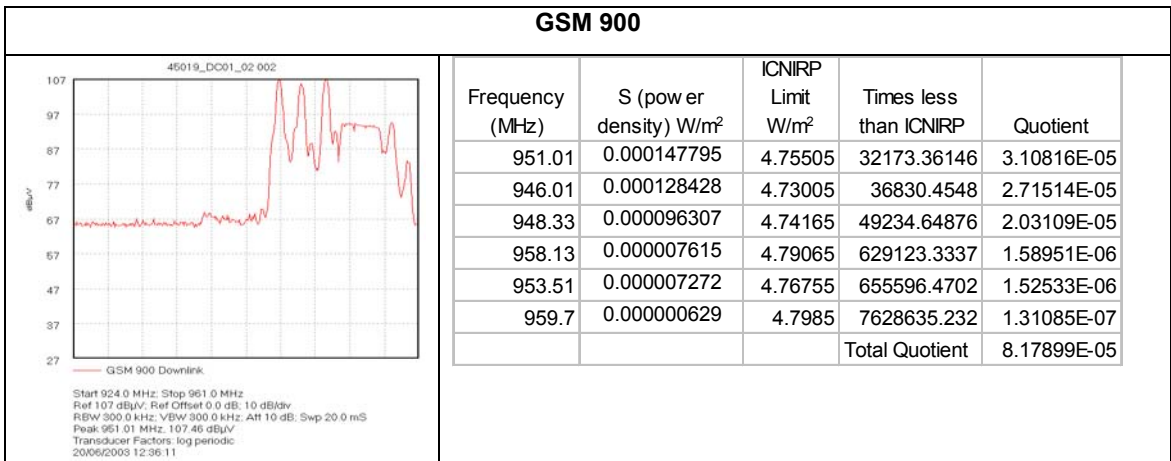 GSM 900
45019_DC01_02 002
107
97
87
77
67
57
47
37
27
dBµV
GSM 900 Downlink
Start 924.0 MHz; Stop 961.0 MHz
Ref 107 dBµV; Ref Offset 0.0 dB; 10 dB/div
RBW 300.0 kHz; VBW 300.0 kHz; Att 10 dB; Swp 20.0 mS
Peak 951.01 MHz, 107.46 dBµV
Transducer Factors: log periodic
20/06/2003 12:36:11
Frequency (MHz) S (power density) W/m² ICNIRP Limit W/m² Times less than ICNIRP Quotient
951.01 0.000147795 4.75505 32173.36146 3.10816E-05
946.01 0.000128428 4.73005 36830.4548 2.71514E-05
948.33 0.000096307 4.74165 49234.64876 2.03109E-05
958.13 0.000007615 4.79065 629123.3337 1.58951E-06
953.51 0.000007272 4.76755 655596.4702 1.52533E-06
959.7 0.000000629 4.7985 7628635.232 1.31085E-07
Total Quotient 8.17899E-05